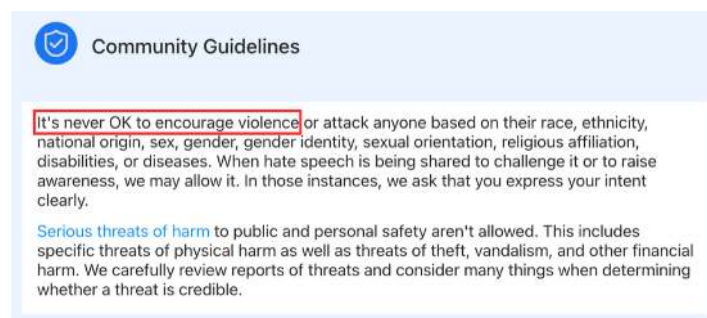 Community Guidelines
It's never OK to encourage violence or attack anyone based on their race, ethnicity,
national origin, sex, gender, gender identity, sexual orientation, religious affiliation,
disabilities, or diseases. When hate speech is being shared to challenge it or to raise
awareness, we may allow it. In those instances, we ask that you express your intent
clearly.
Serious threats of harm to public and personal safety aren't allowed. This includes
specific threats of physical harm as well as threats of theft, vandalism, and other financial
harm. We carefully review reports of threats and consider many things when determining
whether a threat is credible.